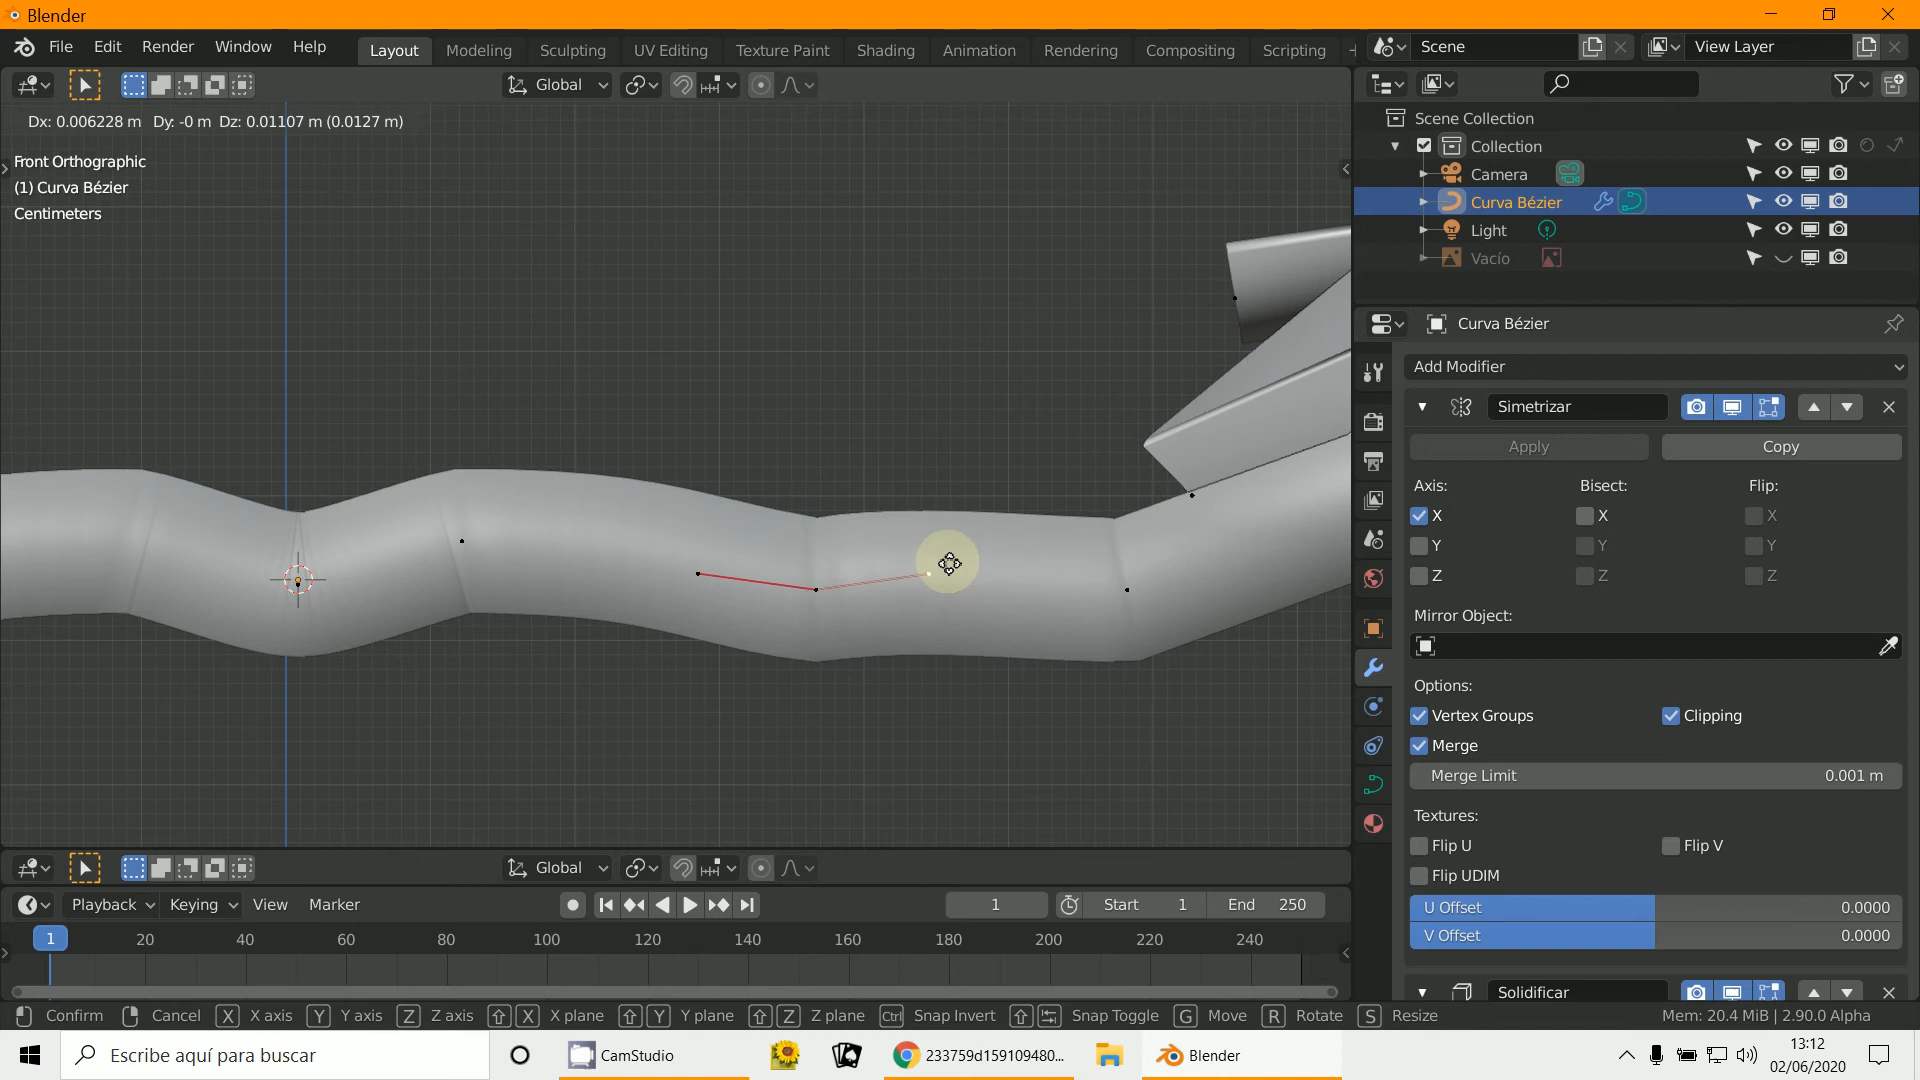 Blender
File Edit Render Window Help
Layout Modeling Sculpting UV Editing Texture Paint Shading Animation Rendering Compositing Scripting
Scene
View Layer
Global
Dx: 0.006228 m Dy: -0 m Dz: 0.01107 m (0.0127 m)
Front Orthographic
(1) Curva Bézier
Centimeters
Scene Collection
Collection
Camera
Curva Bézier
Light
Vacío
Curva Bézier
Add Modifier
Simetrizar
Apply Copy
Axis: Bisect: Flip:
X X X
Y Y Y
Z Z Z
Mirror Object:
Options:
Vertex Groups Clipping
Merge
Merge Limit 0.001 m
Textures:
Flip U Flip V
Flip UDIM
U Offset 0.0000
V Offset 0.0000
Solidificar
Global
Playback Keying View Marker 1 Start 1 End 250
1 20 40 60 80 100 120 140 160 180 200 220 240
Confirm Cancel X X axis Y Y axis Z Z axis X X plane Y Y plane Z Z plane Ctrl Snap Invert Snap Toggle G Move R Rotate S Resize Mem: 20.4 MiB | 2.90.0 Alpha
Escribe aquí para buscar
CamStudio
233759d159109480...
Blender
13:12
02/06/2020